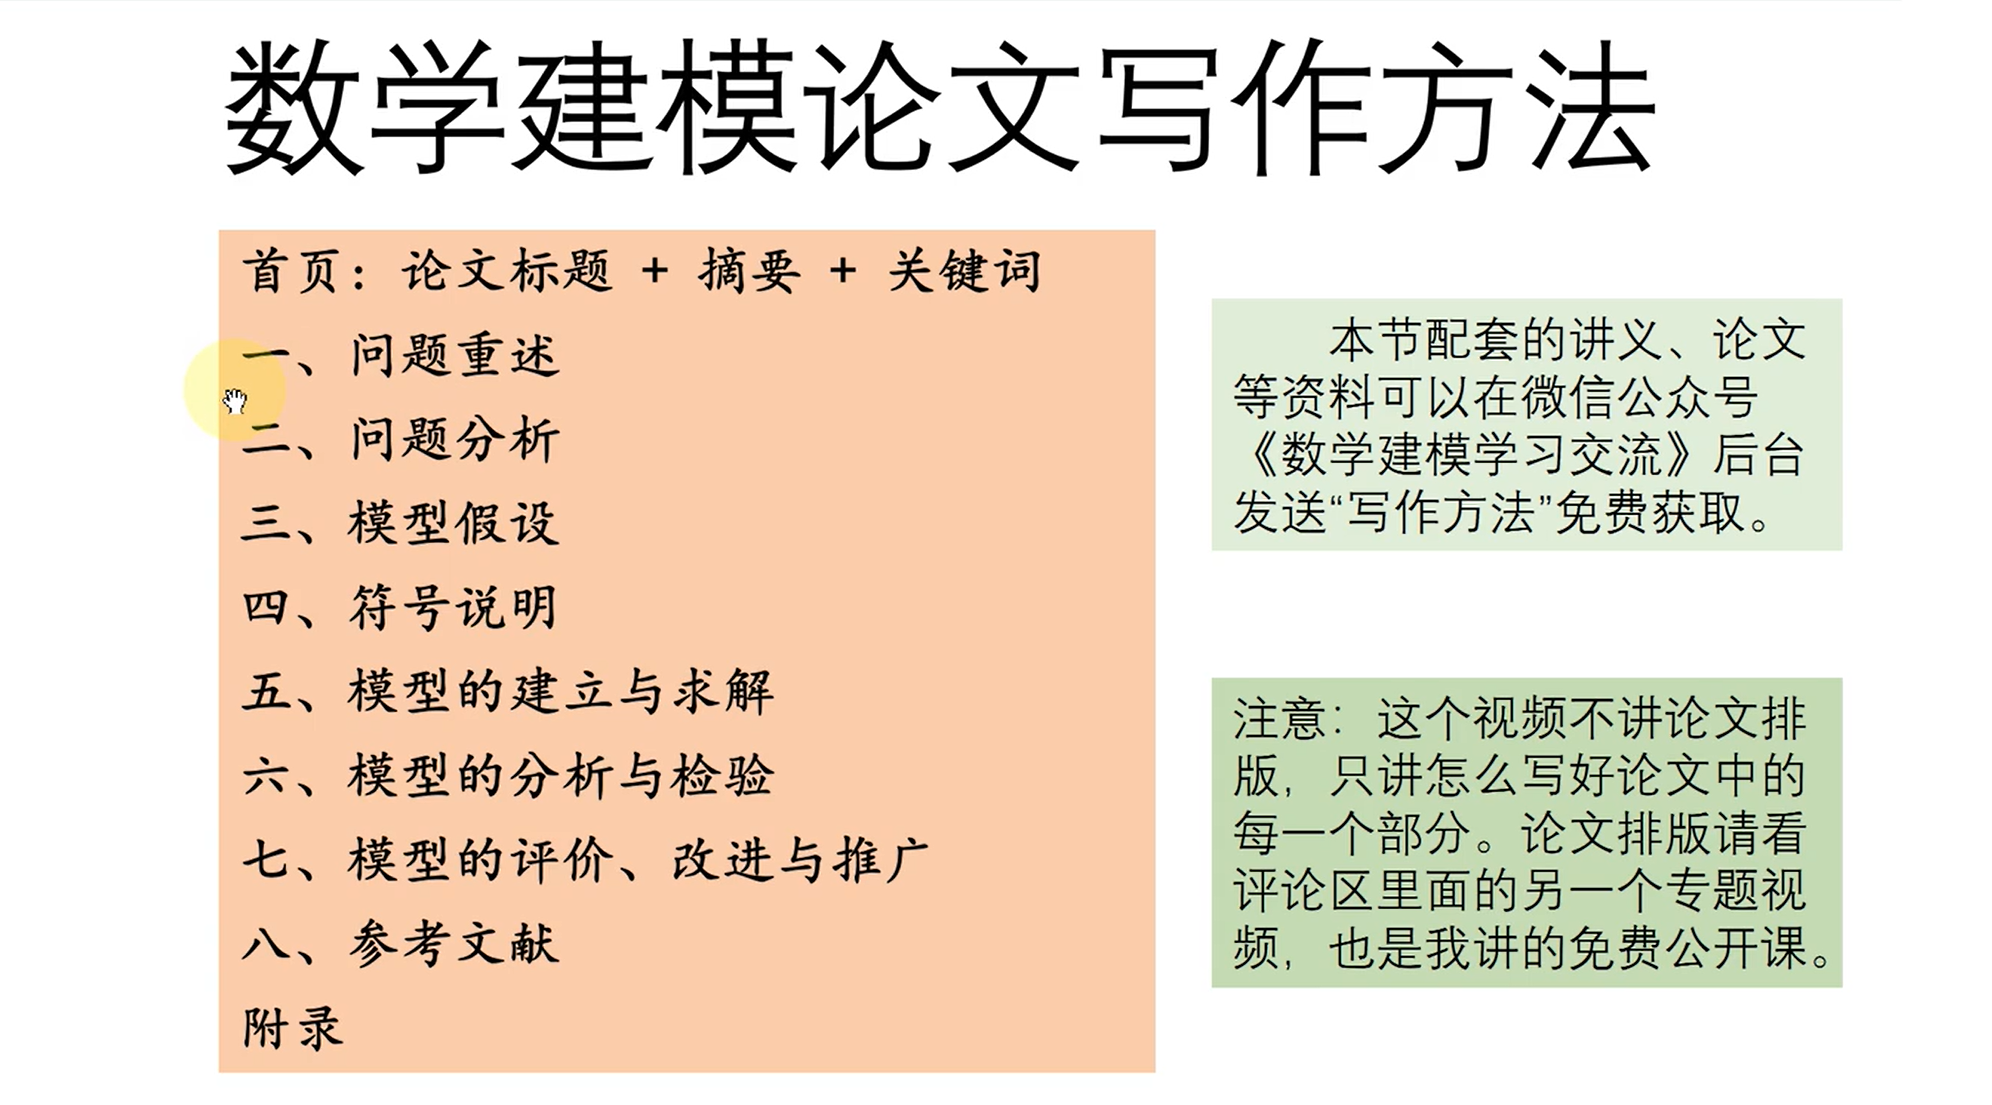 数学建模论文写作方法
首页：论文标题 + 摘要 + 关键词
一、问题重述
二、问题分析
三、模型假设
四、符号说明
五、模型的建立与求解
六、模型的分析与检验
七、模型的评价、改进与推广
八、参考文献
附录
本节配套的讲义、论文
等资料可以在微信公众号
《数学建模学习交流》后台
发送“写作方法”免费获取。
注意：这个视频不讲论文排
版，只讲怎么写好论文中的
每一个部分。论文排版请看
评论区里面的另一个专题视
频，也是我讲的免费公开课。